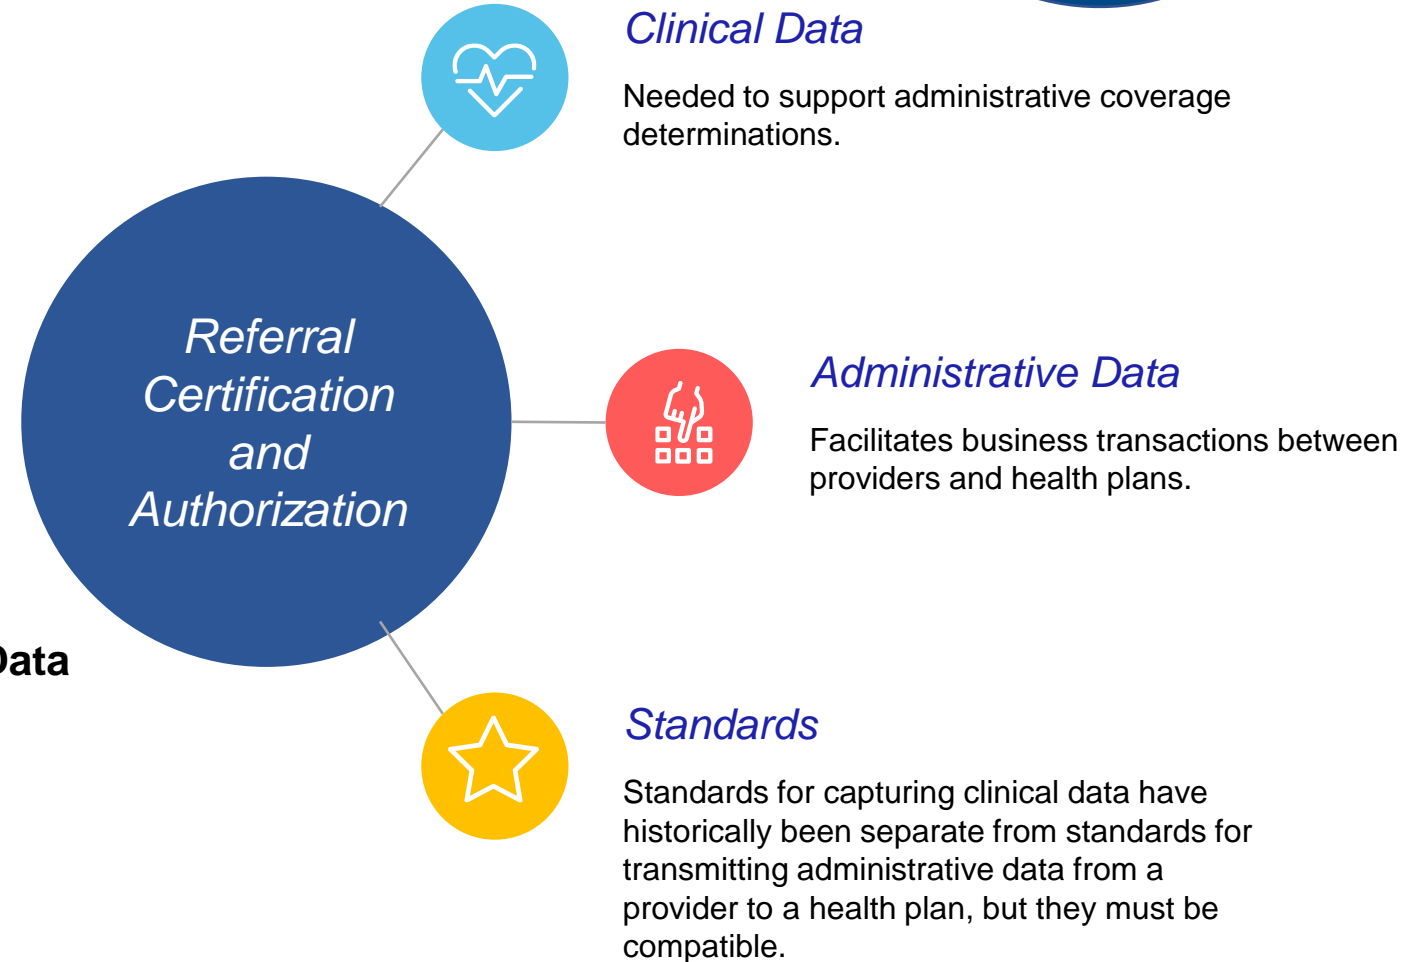 Clinical Data
Needed to support administrative coverage
determinations.
Referral
Certification
and
Authorization
Administrative Data
Facilitates business transactions between
providers and health plans.
Data
Standards
Standards for capturing clinical data have
historically been separate from standards for
transmitting administrative data from a
provider to a health plan, but they must be
compatible.